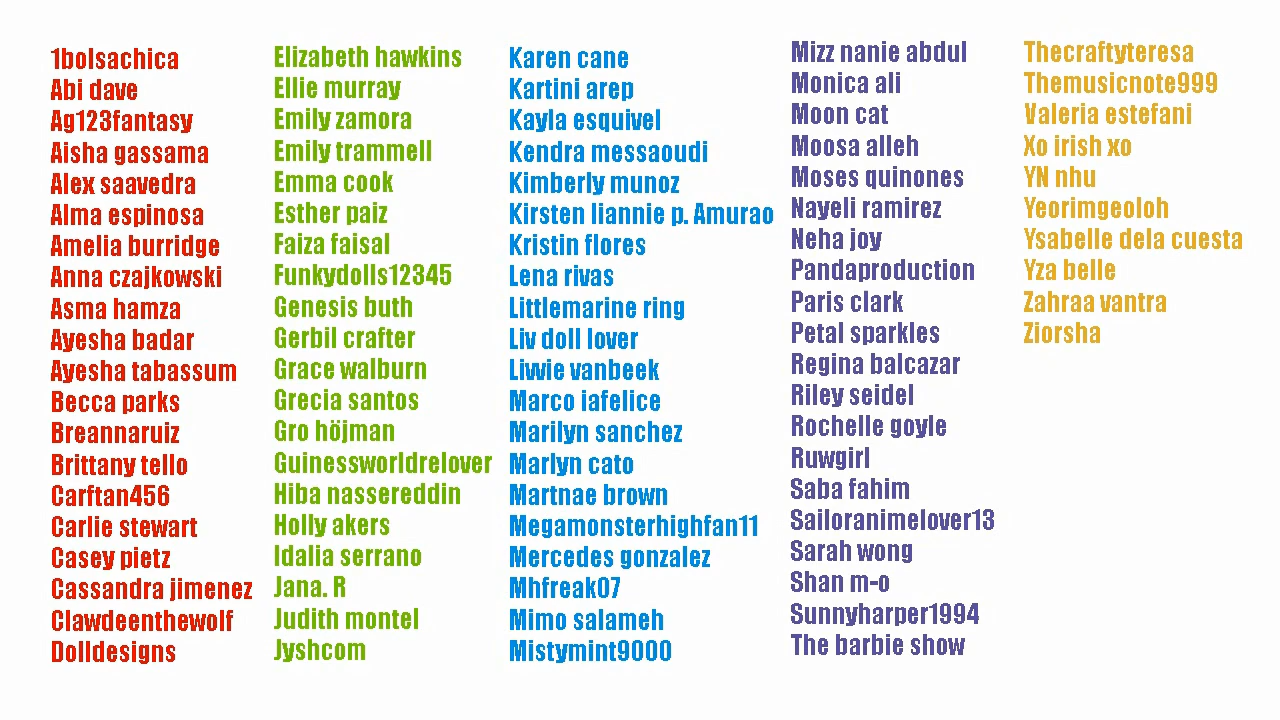 1bolsachica
Abi dave
Ag123fantasy
Aisha gassama
Alex saavedra
Alma espinosa
Amelia burridge
Anna czajkowski
Asma hamza
Ayesha badar
Ayesha tabassum
Becca parks
Breannaruiz
Brittany tello
Carftan456
Carlie stewart
Casey pietz
Cassandra jimenez
Clawdeenthewolf
Dolldesigns
Elizabeth hawkins
Ellie murray
Emily zamora
Emily trammell
Emma cook
Esther paiz
Faiza faisal
Funkydolls12345
Genesis buth
Gerbil crafter
Grace walburn
Grecia santos
Gro höjman
Guinessworldrelover
Hiba nassereddin
Holly akers
Idalia serrano
Jana. R
Judith montel
Jyshcom
Karen cane
Kartini arep
Kayla esquivel
Kendra messaoudi
Kimberly munoz
Kirsten liannie p. Amurao
Kristin flores
Lena rivas
Littlemarine ring
Liv doll lover
Livvie vanbeek
Marco iafelice
Marilyn sanchez
Marlyn cato
Martnae brown
Megamonsterhighfan11
Mercedes gonzalez
Mhfreak07
Mimo salameh
Mistymint9000
Mizz nanie abdul
Monica ali
Moon cat
Moosa alleh
Moses quinones
Nayeli ramirez
Neha joy
Pandaproduction
Paris clark
Petal sparkles
Regina balcazar
Riley seidel
Rochelle goyle
Ruwgirl
Saba fahim
Sailoranimelover13
Sarah wong
Shan m-o
Sunnyharper1994
The barbie show
Thecraftyteresa
Themusicnote999
Valeria estefani
Xo irish xo
YN nhu
Yeorimgeoloh
Ysabelle dela cuesta
Yza belle
Zahraa vantra
Ziorsha